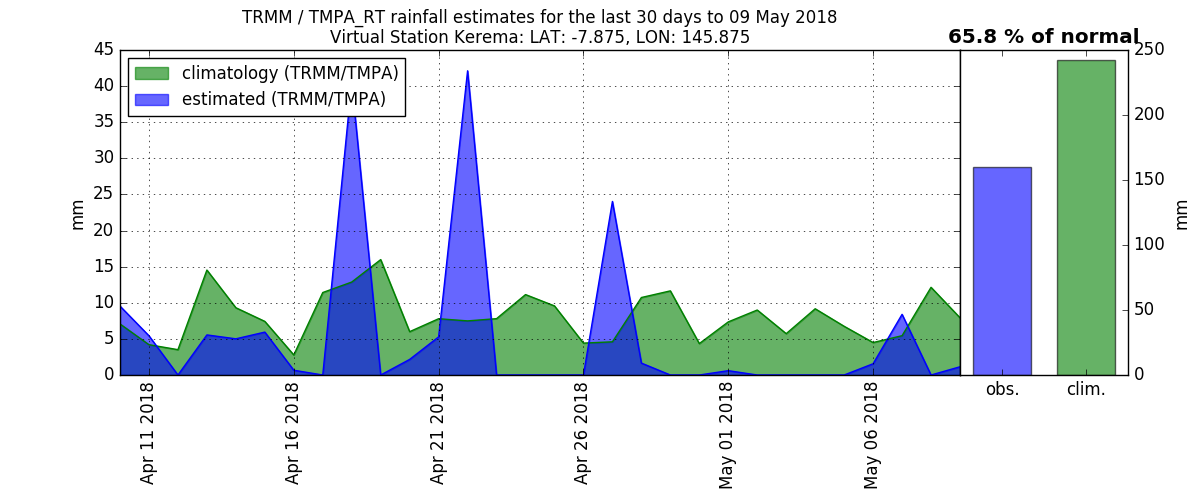 TRMM / TMPA_RT rainfall estimates for the last 30 days to 09 May 2018
Virtual Station Kerema: LAT: -7.875, LON: 145.875
65.8 % of normal
climatology (TRMM/TMPA)
estimated (TRMM/TMPA)
mm
45
40
35
30
25
20
15
10
5
0
Apr 11 2018
Apr 16 2018
Apr 21 2018
Apr 26 2018
May 01 2018
May 06 2018
250
200
150
100
50
0
mm
obs.
clim.